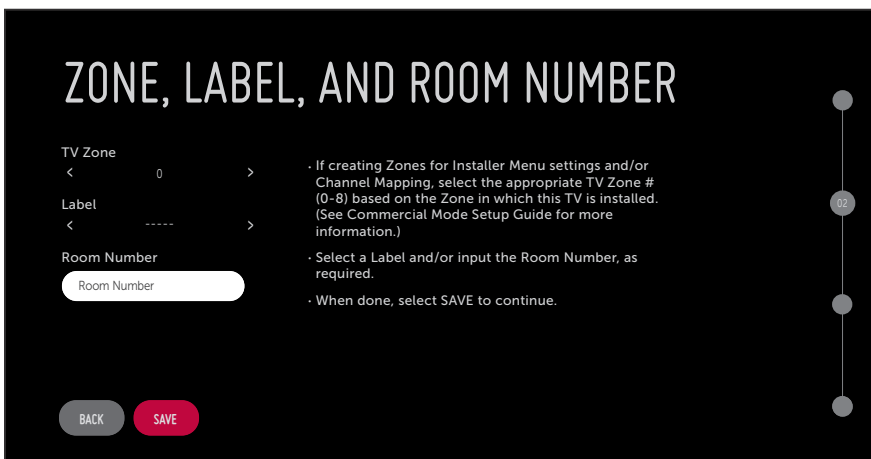 ZONE, LABEL, AND ROOM NUMBER
TV Zone
< 0 >
Label
< ----- >
Room Number
Room Number
· If creating Zones for Installer Menu settings and/or
Channel Mapping, select the appropriate TV Zone #
(0-8) based on the Zone in which this TV is installed.
(See Commercial Mode Setup Guide for more
information.)
· Select a Label and/or input the Room Number, as
required.
· When done, select SAVE to continue.
02
BACK SAVE